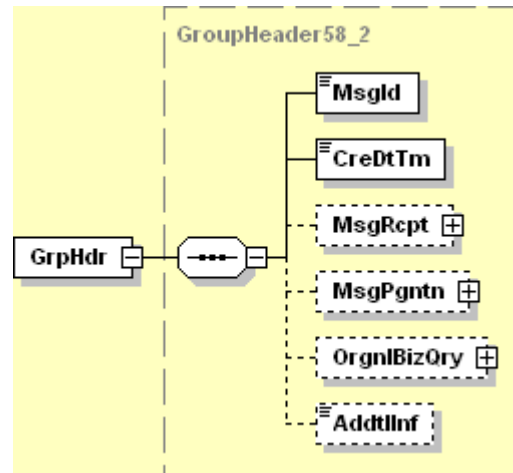 GroupHeader58_2
MsgId
CreDtTm
MsgRcpt
GrpHdr
MsgPgntn
OrgnlBizQry
AddtlInf